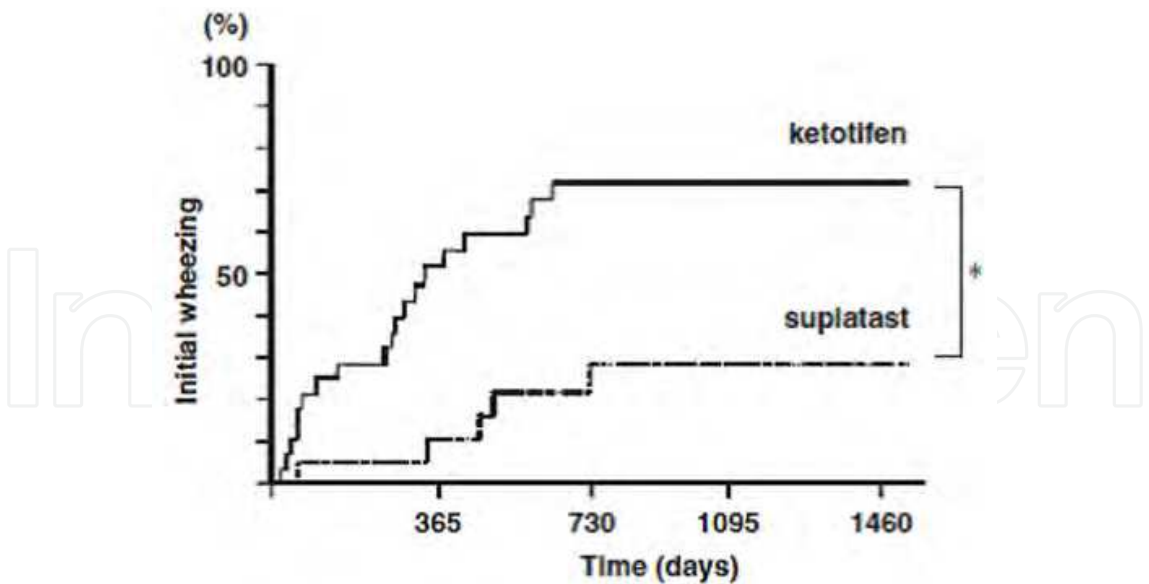 (%)
100
50
Initial wheezing
ketotifen
suplatast
*
365 730 1095 1460
Time (days)